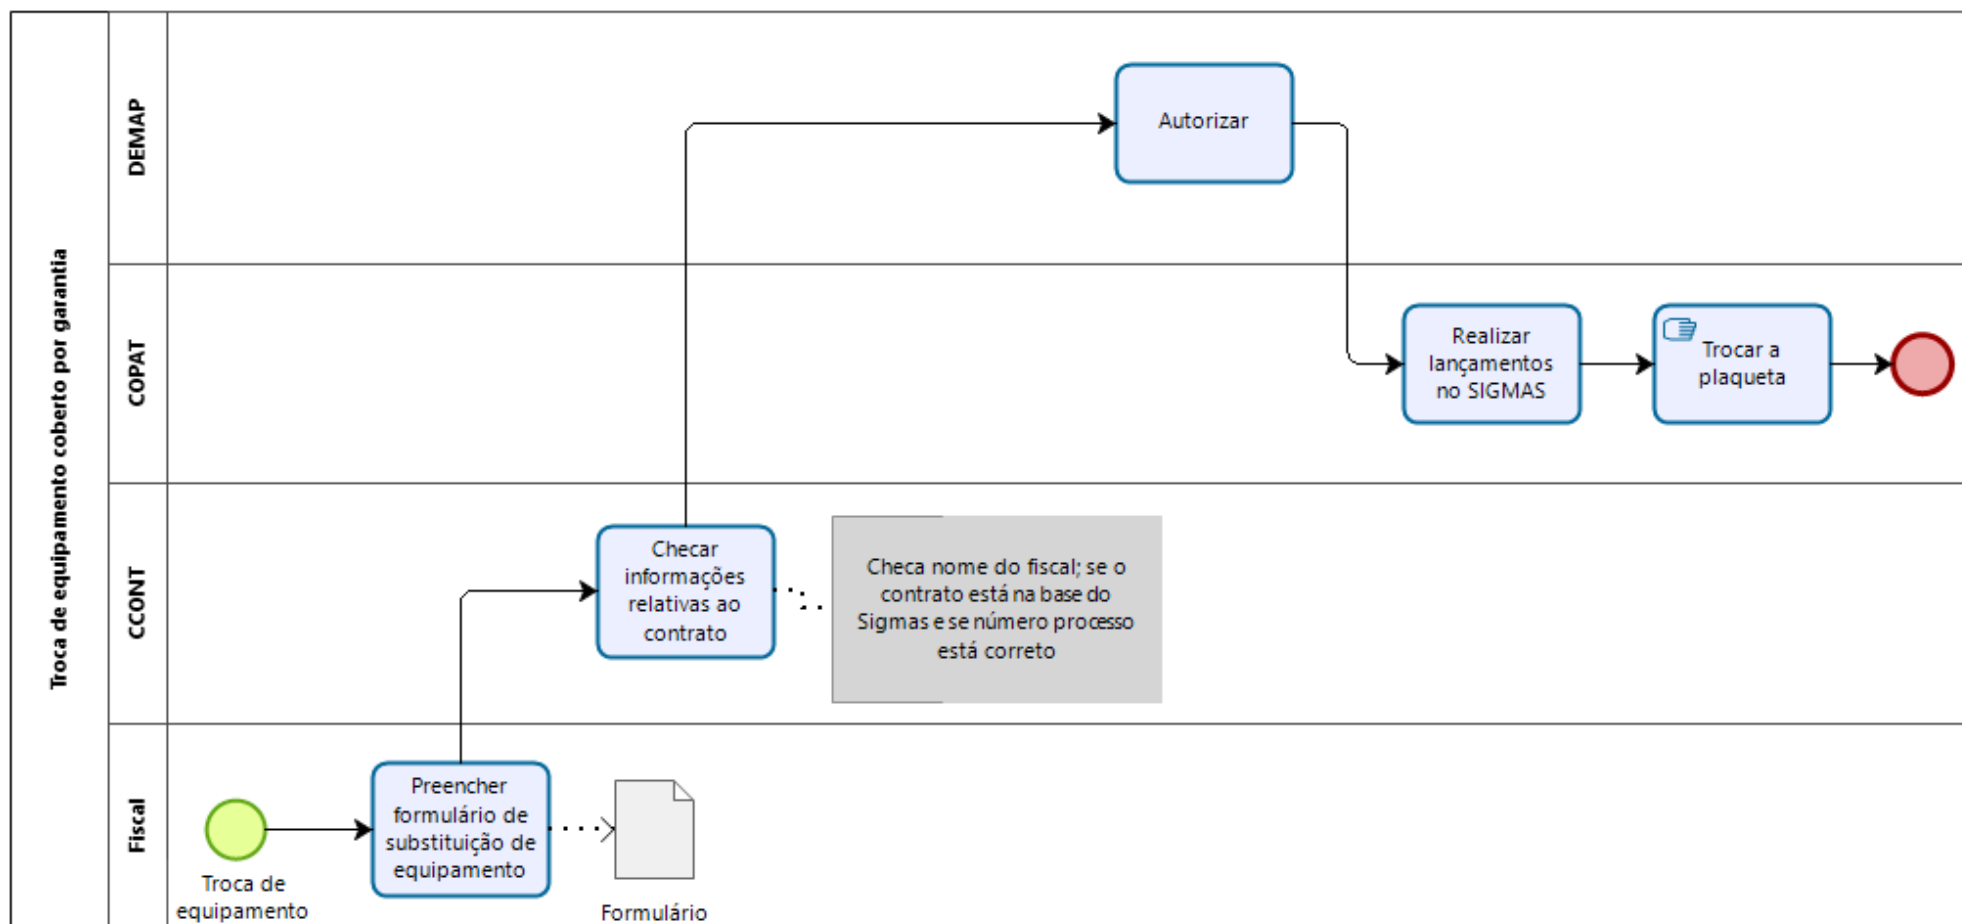 Troca de equipamento coberto por garantia
DEMAP
Autorizar
COPAT
Realizar
lançamentos
no SIGMAS
Trocar a
plaqueta
CCONT
Checar
informações
relativas ao
contrato
Checa nome do fiscal; se o
contrato está na base do
Sigmas e se número processo
está correto
Fiscal
Troca de
equipamento
Preencher
formulário de
substituição de
equipamento
Formulário